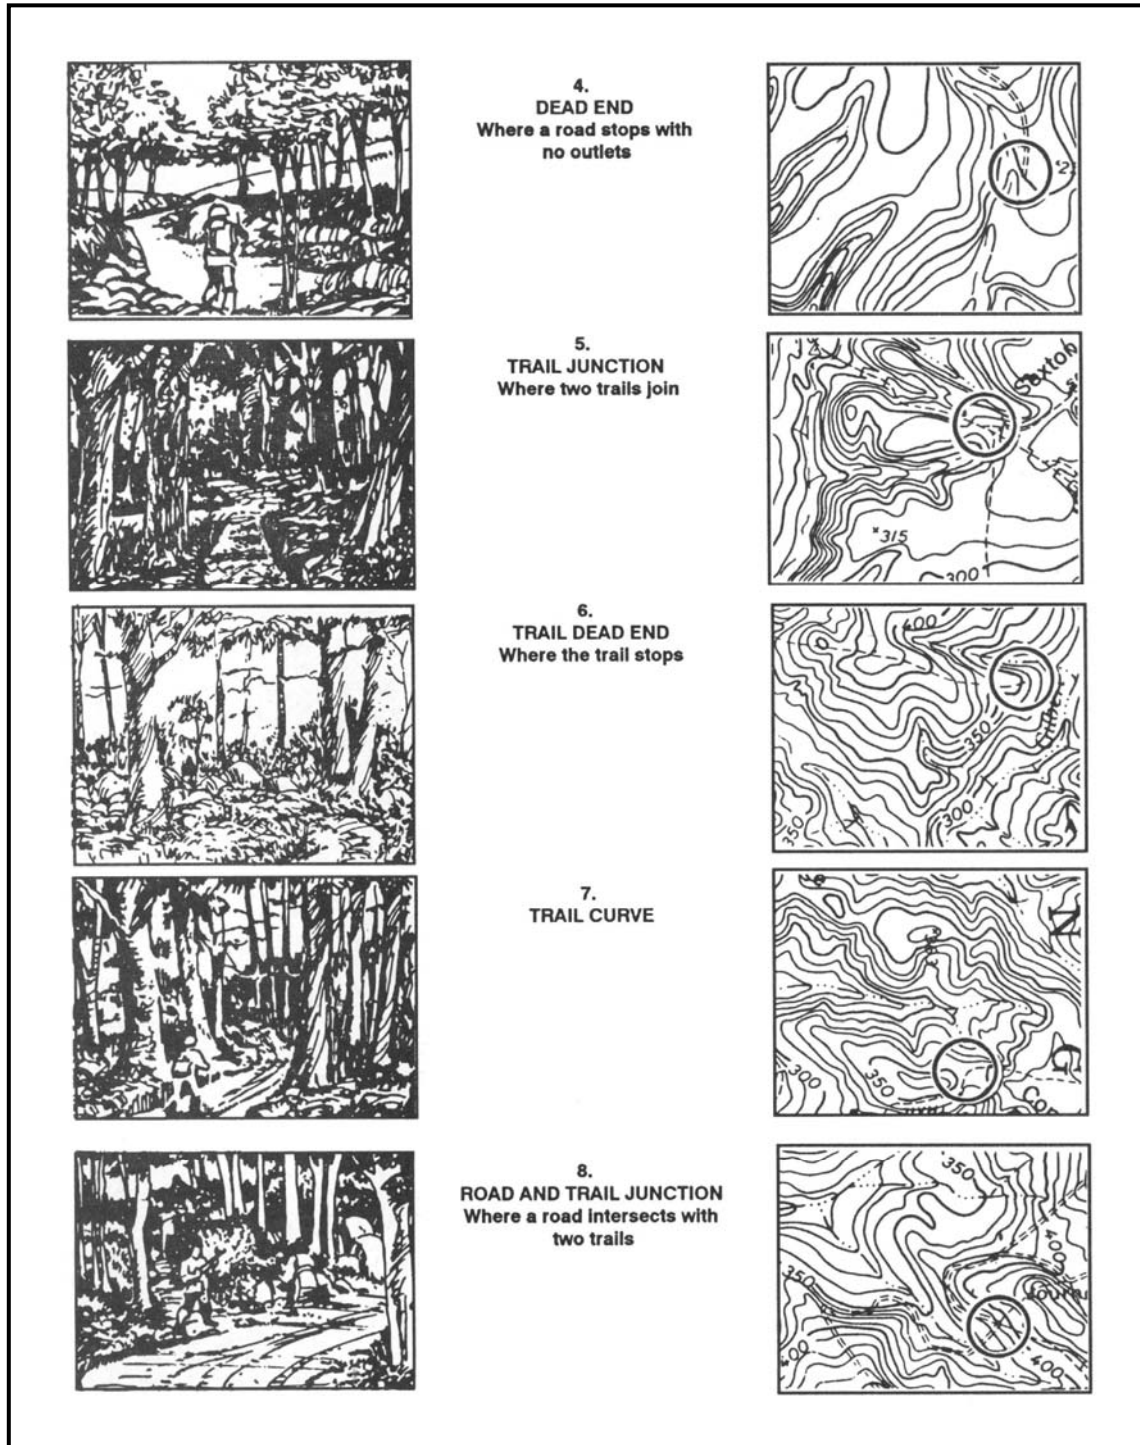 4.
DEAD END
Where a road stops with
no outlets
5.
TRAIL JUNCTION
Where two trails join
Saxton
315
300
6.
TRAIL DEAD END
Where the trail stops
400
350
300
350
7.
TRAIL CURVE
N
300
350
G
8.
ROAD AND TRAIL JUNCTION
Where a road intersects with
two trails
350
400
350
400
400